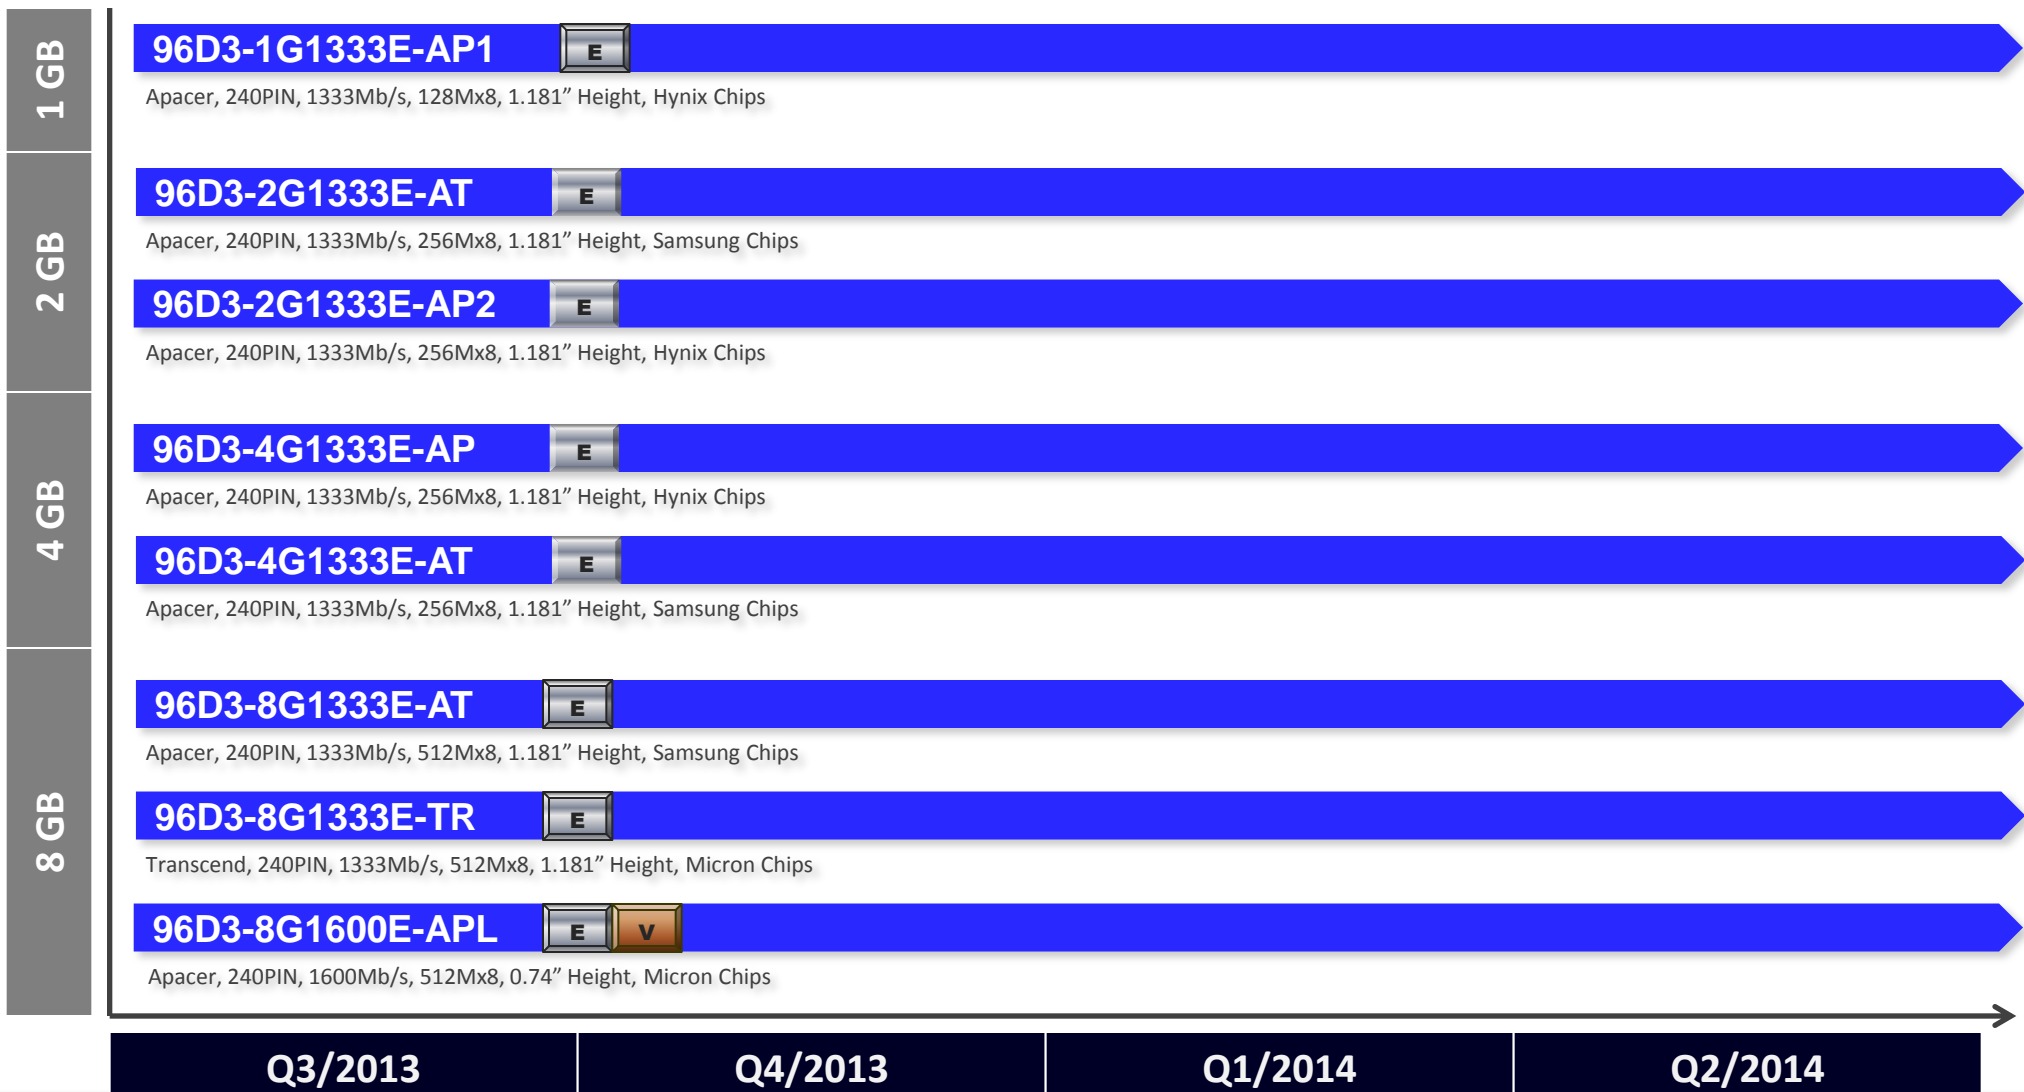 1 GB
96D3-1G1333E-AP1 E
Apacer, 240PIN, 1333Mb/s, 128Mx8, 1.181” Height, Hynix Chips
2 GB
96D3-2G1333E-AT E
Apacer, 240PIN, 1333Mb/s, 256Mx8, 1.181” Height, Samsung Chips
96D3-2G1333E-AP2 E
Apacer, 240PIN, 1333Mb/s, 256Mx8, 1.181” Height, Hynix Chips
4 GB
96D3-4G1333E-AP E
Apacer, 240PIN, 1333Mb/s, 256Mx8, 1.181” Height, Hynix Chips
96D3-4G1333E-AT E
Apacer, 240PIN, 1333Mb/s, 256Mx8, 1.181” Height, Samsung Chips
8 GB
96D3-8G1333E-AT E
Apacer, 240PIN, 1333Mb/s, 512Mx8, 1.181” Height, Samsung Chips
96D3-8G1333E-TR E
Transcend, 240PIN, 1333Mb/s, 512Mx8, 1.181” Height, Micron Chips
96D3-8G1600E-APL E V
Apacer, 240PIN, 1600Mb/s, 512Mx8, 0.74” Height, Micron Chips
Q3/2013 Q4/2013 Q1/2014 Q2/2014